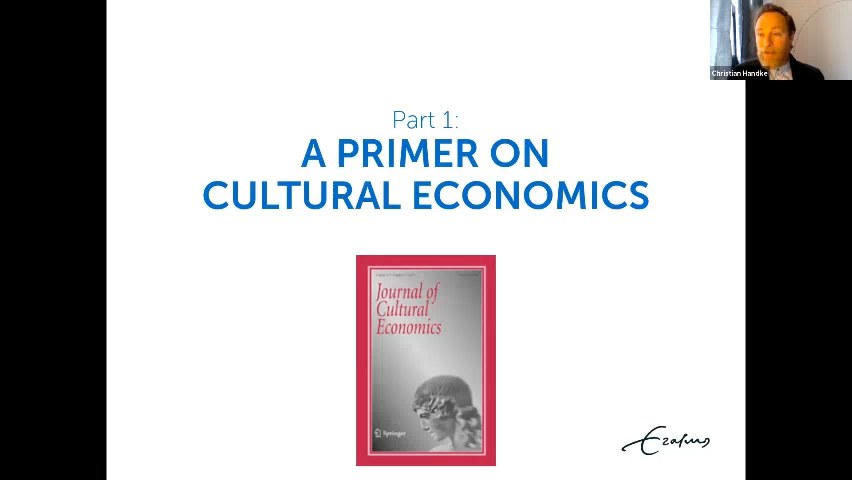 Part 1:
A PRIMER ON
CULTURAL ECONOMICS
Journal of
Cultural
Economics
Springer
Erasmus
Christian Handke